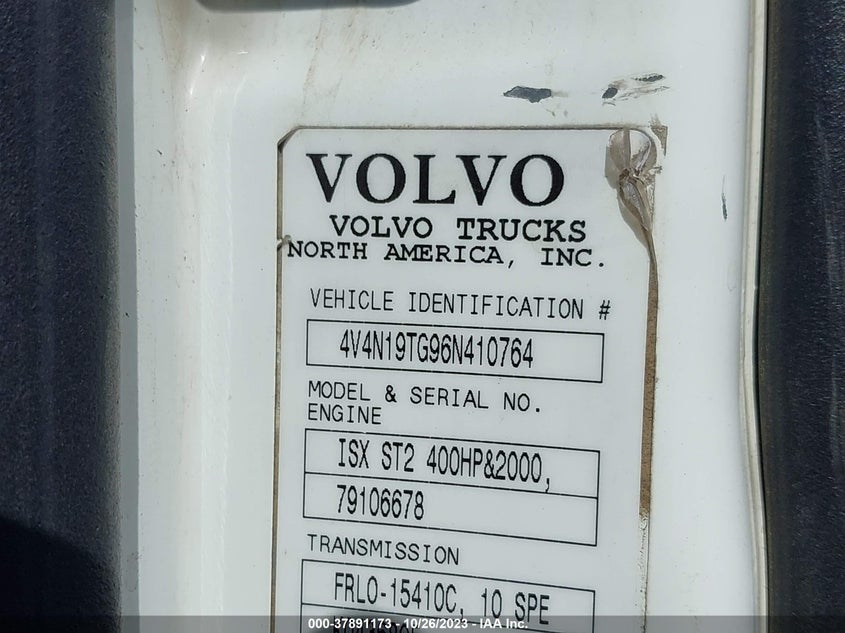 VOLVO
VOLVO TRUCKS
NORTH AMERICA, INC.
VEHICLE IDENTIFICATION #
4V4N19TG96N410764
MODEL & SERIAL NO.
ENGINE
ISX ST2 400HP&2000,
79106678
TRANSMISSION
FRLO-15410C, 10 SPE
000-37891173 - 10/26/2023 - IAA Inc.